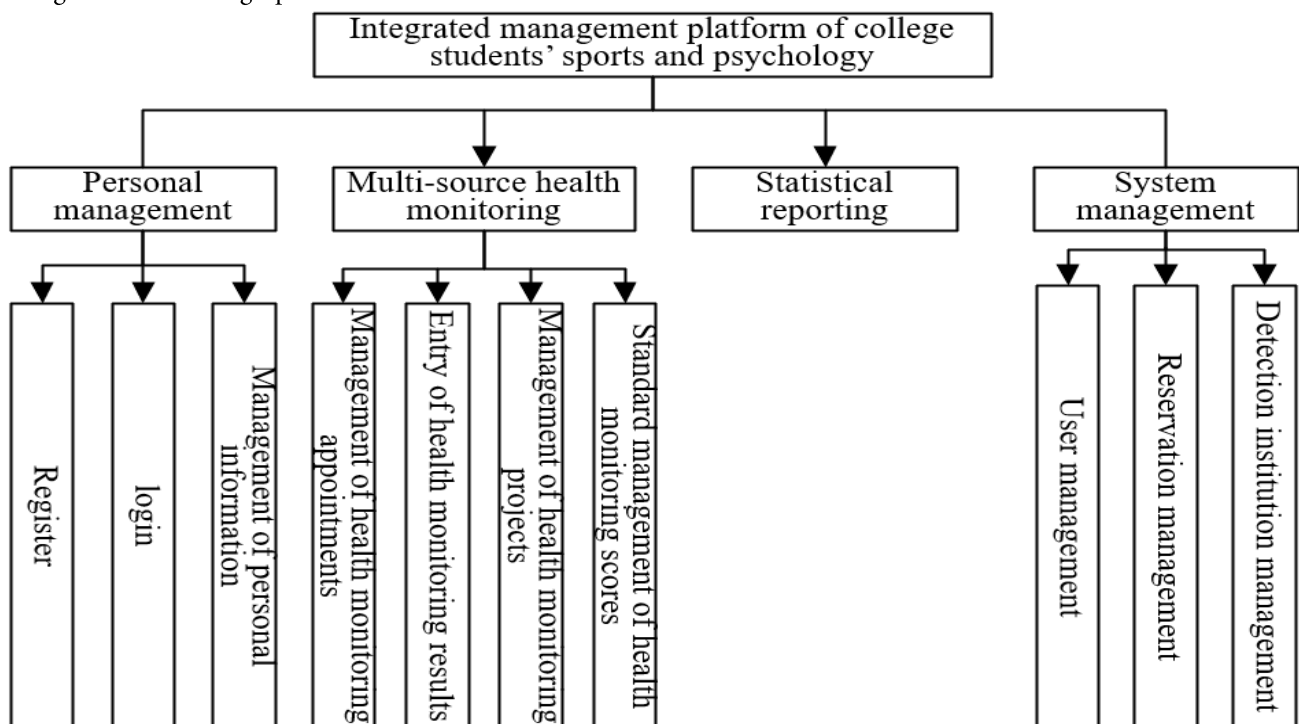 Integrated management platform of college
students’ sports and psychology
Personal
management
Multi-source health
monitoring
Statistical
reporting
System
management
Register
login
Management of personal
information
Management of health monitoring
appointments
Entry of health monitoring results
Management of health monitoring
projects
Standard management of health
monitoring scores
User management
Reservation management
Detection institution management